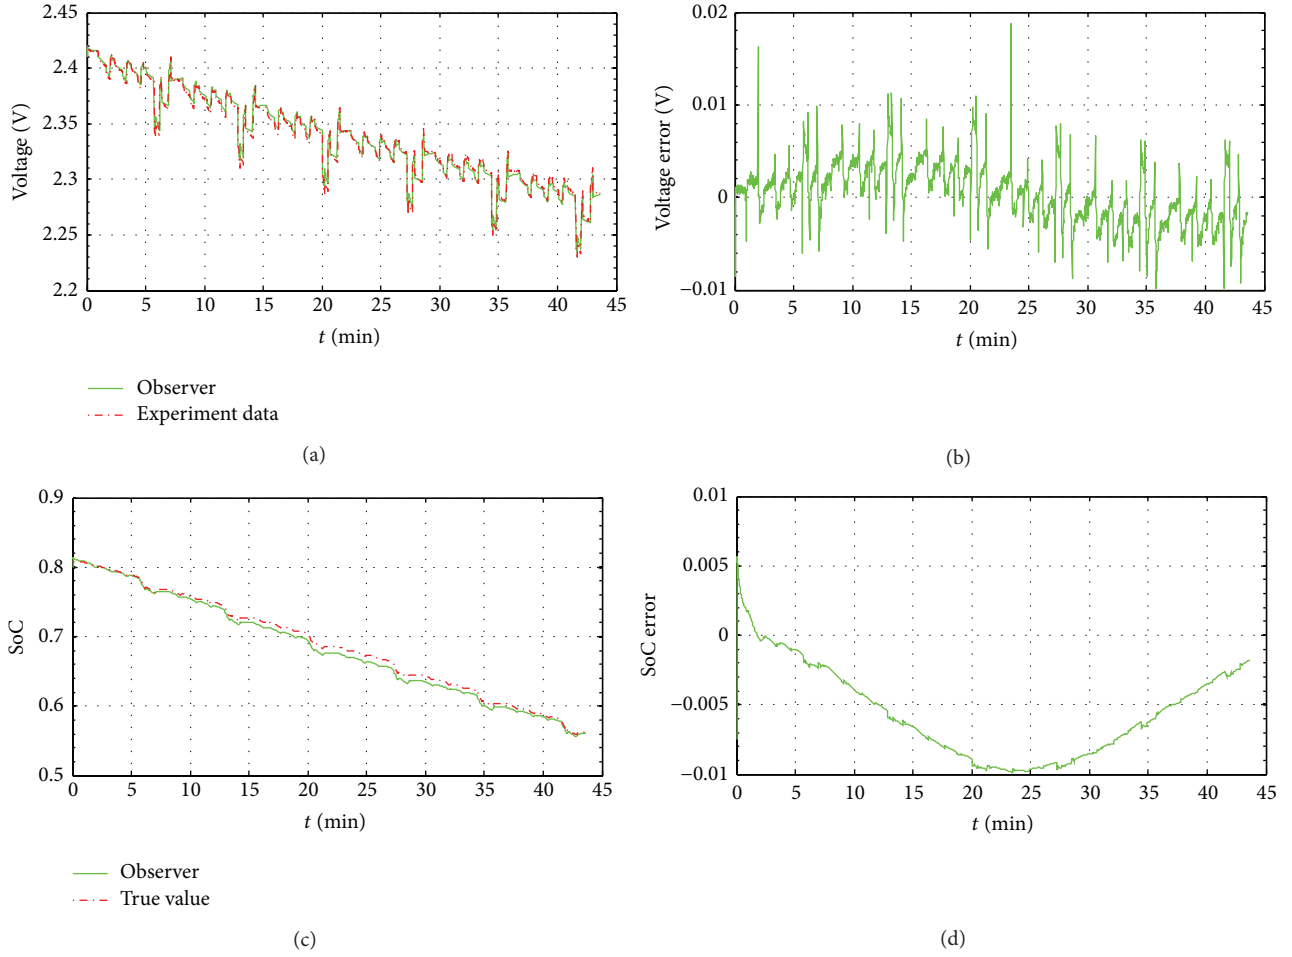 2.45
2.4
2.35
2.3
2.25
2.2
Voltage (V)
0 5 10 15 20 25 30 35 40 45
t (min)
Observer
Experiment data
(a)
0.02
0.01
0
−0.01
Voltage error (V)
0 5 10 15 20 25 30 35 40 45
t (min)
(b)
0.9
0.8
0.7
0.6
0.5
SoC
0 5 10 15 20 25 30 35 40 45
t (min)
Observer
True value
(c)
0.01
0.005
0
−0.005
−0.01
SoC error
0 5 10 15 20 25 30 35 40 45
t (min)
(d)